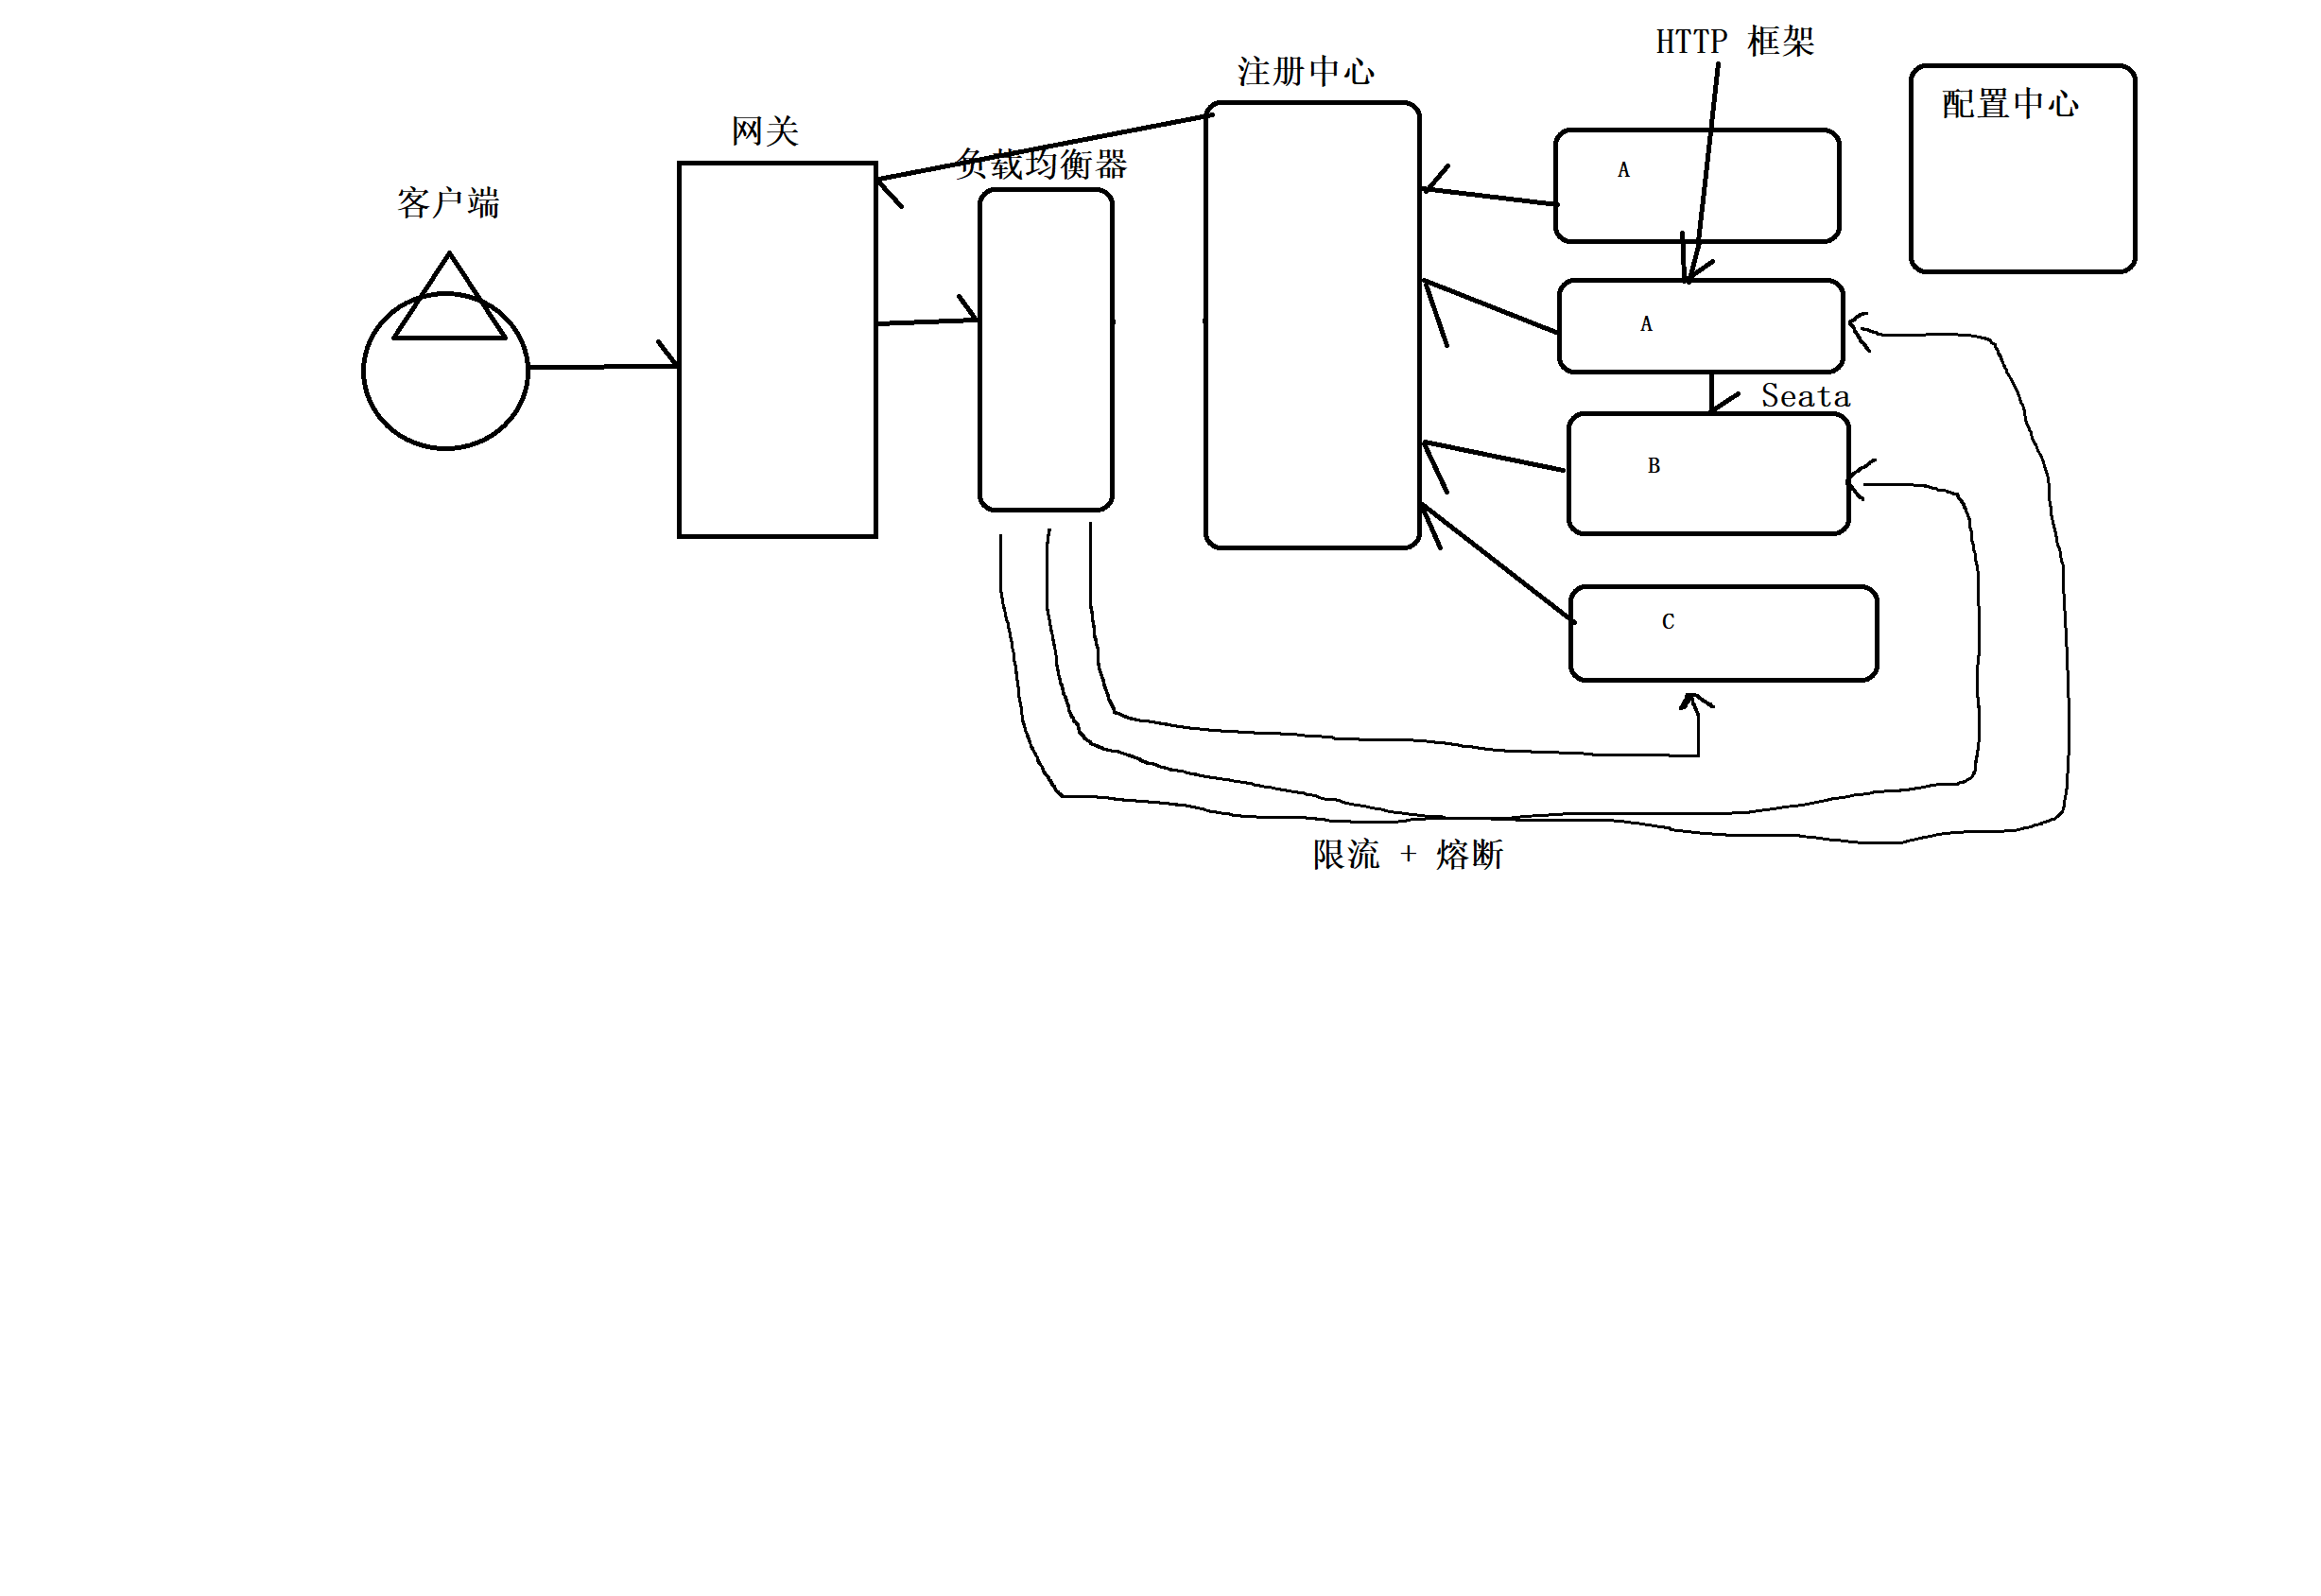 HTTP 框架
注册中心
配置中心
网关
负载均衡器
客户端
A
A
Seata
B
C
限流 + 熔断